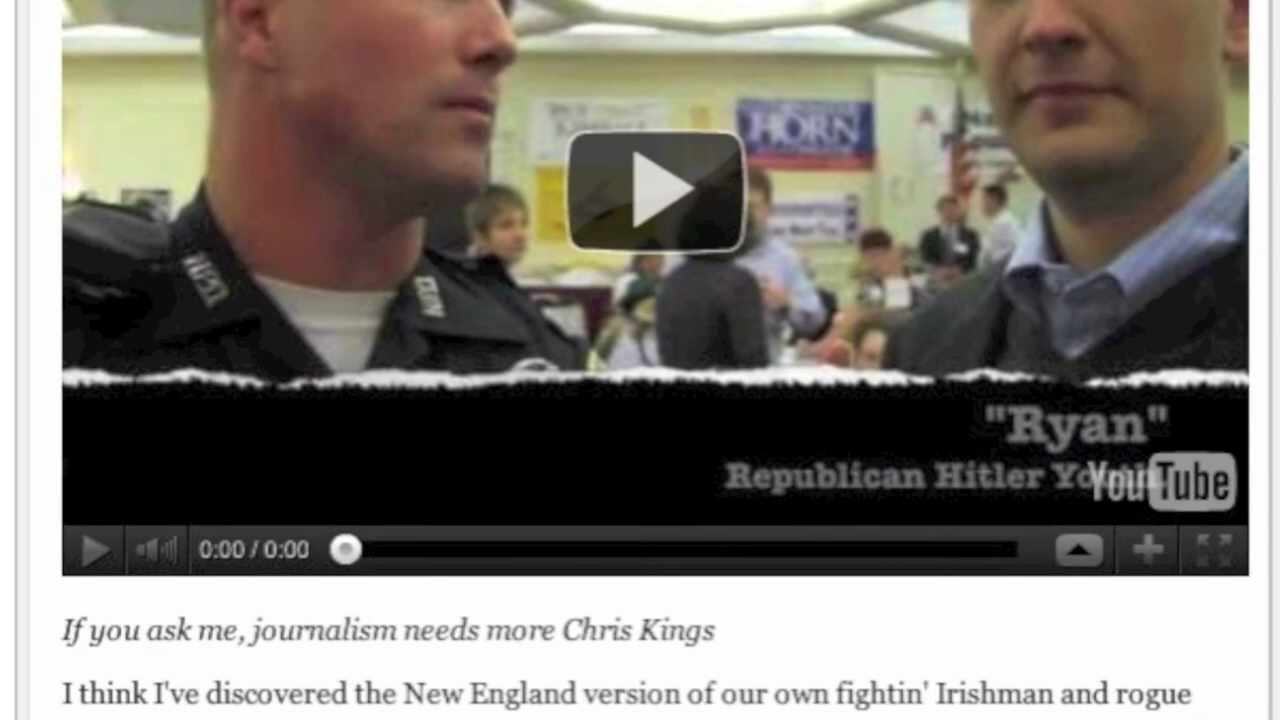 HORN
"Ryan"
Republican Hitler
YouTube
0:00 / 0:00
If you ask me, journalism needs more Chris Kings
I think I've discovered the New England version of our own fightin' Irishman and rogue